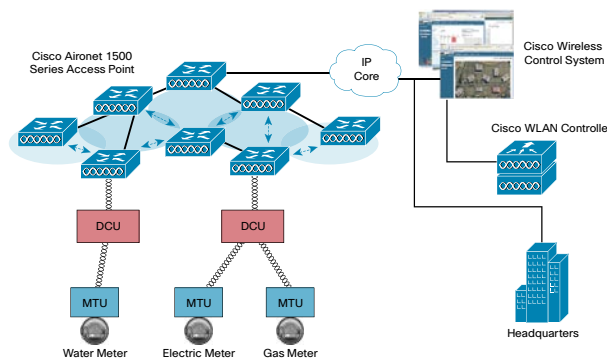 Cisco Aironet 1500
Series Access Point
IP
Core
Cisco Wireless
Control System
Cisco WLAN Controlle
DCU
DCU
MTU
MTU
MTU
Water Meter
Electric Meter
Gas Meter
Headquarters